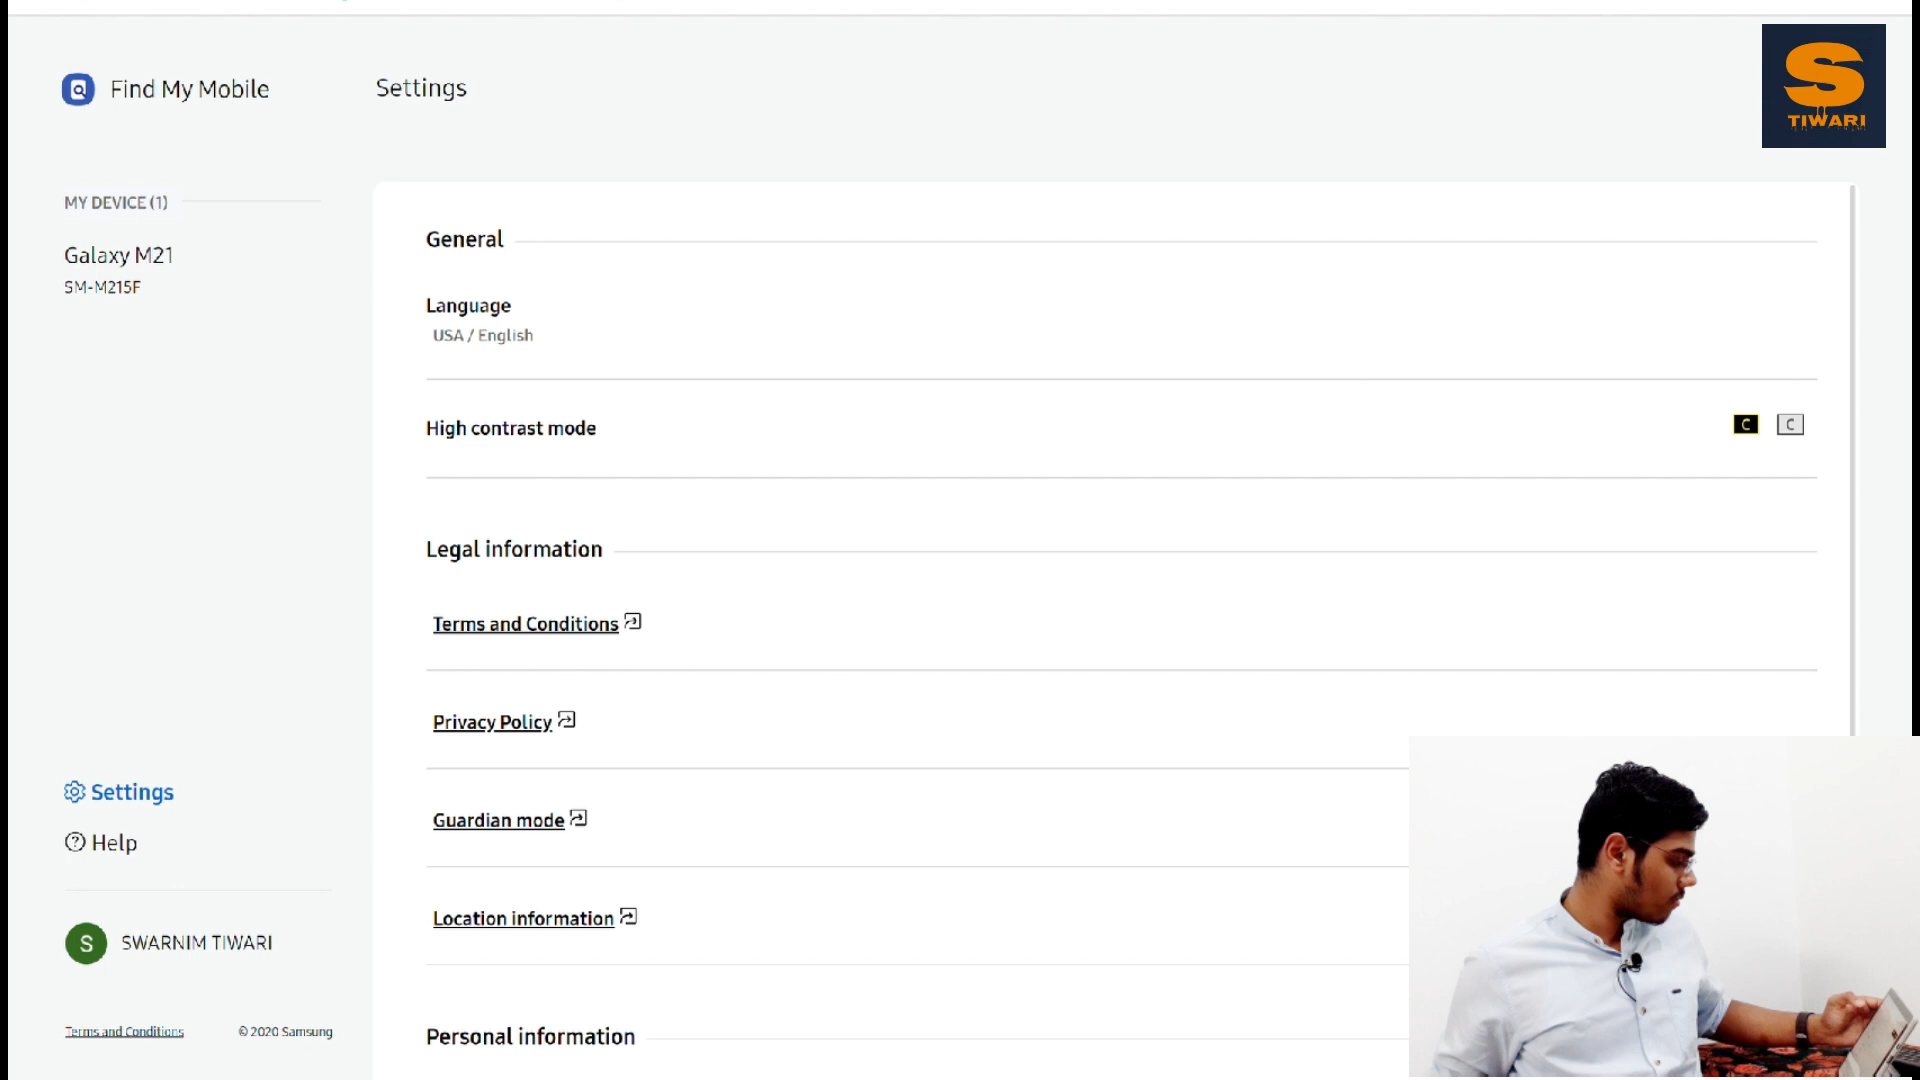 Find My Mobile
Settings
S
TIWARI
MY DEVICE (1)
Galaxy M21
SM-M215F
General
Language
USA / English
High contrast mode
C
C
Legal information
Terms and Conditions
Privacy Policy
Guardian mode
Location information
Personal information
Settings
Help
S
SWARNIM TIWARI
Terms and Conditions
© 2020 Samsung